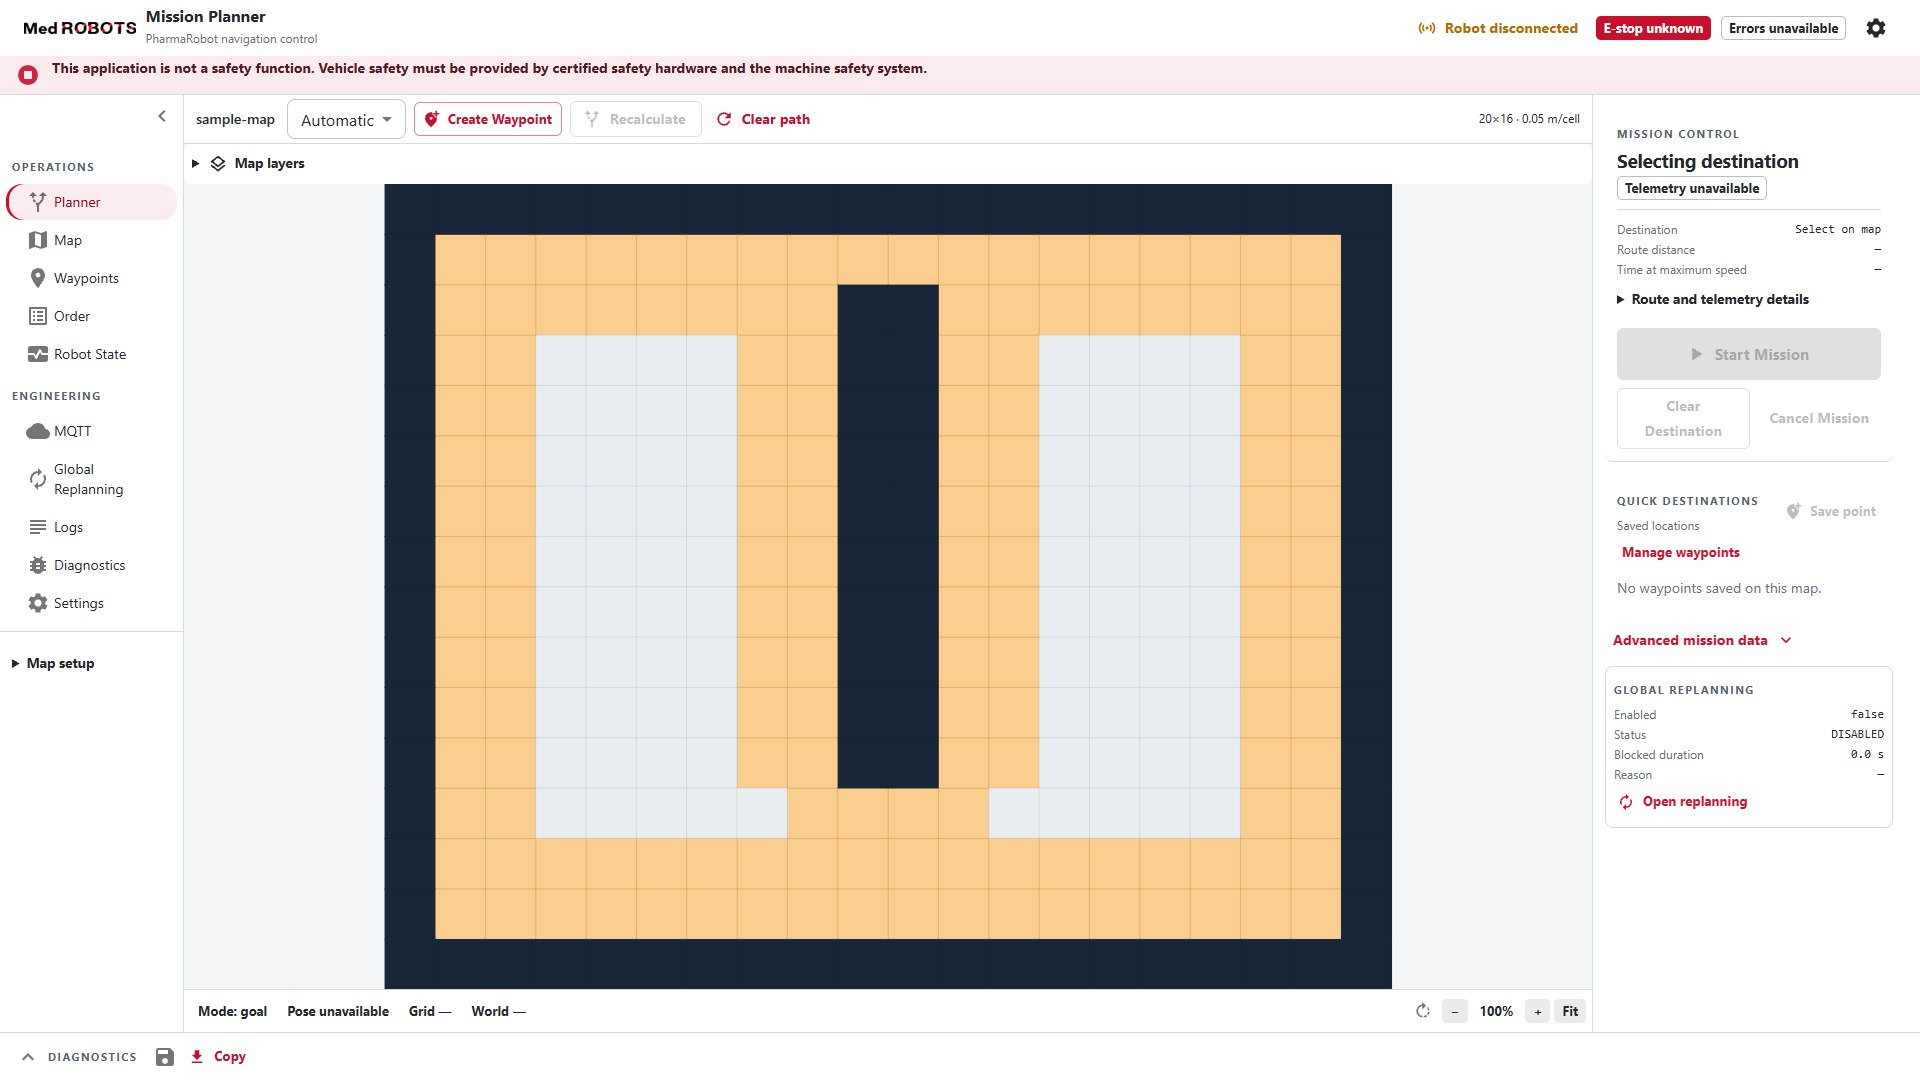 Med ROBOTS
Mission Planner
PharmaRobot navigation control
Robot disconnected
E-stop unknown
Errors unavailable
This application is not a safety function. Vehicle safety must be provided by certified safety hardware and the machine safety system.
OPERATIONS
Planner
Map
Waypoints
Order
Robot State
ENGINEERING
MQTT
Global
Replanning
Logs
Diagnostics
Settings
Map setup
sample-map
Automatic
Create Waypoint
Recalculate
Clear path
20×16 · 0.05 m/cell
Map layers
Mode: goal
Pose unavailable
Grid —
World —
−
100%
+
Fit
MISSION CONTROL
Selecting destination
Telemetry unavailable
Destination Select on map
Route distance —
Time at maximum speed —
Route and telemetry details
Start Mission
Clear
Destination
Cancel Mission
QUICK DESTINATIONS
Saved locations
Save point
Manage waypoints
No waypoints saved on this map.
Advanced mission data
GLOBAL REPLANNING
Enabled false
Status DISABLED
Blocked duration 0.0 s
Reason —
Open replanning
DIAGNOSTICS
Copy